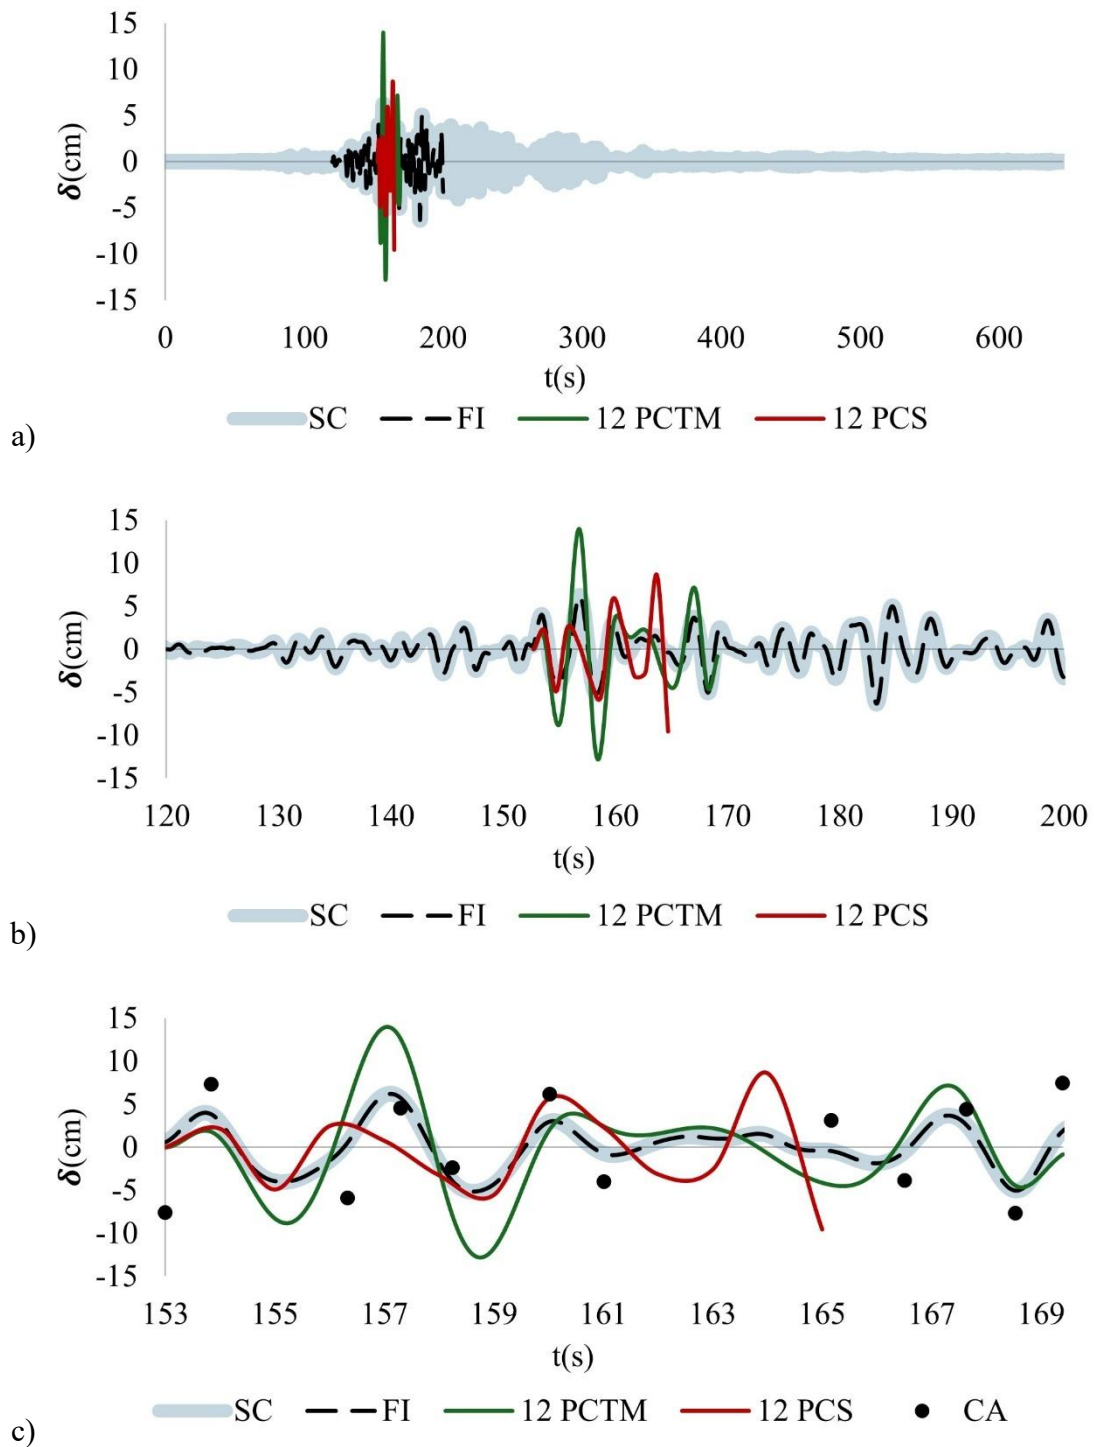 15
10
5
0
-5
-10
-15
δ(cm)
0 100 200 300 400 500 600
t(s)
SC FI 12 PCTM 12 PCS
a)
15
10
5
0
-5
-10
-15
δ(cm)
120 130 140 150 160 170 180 190 200
t(s)
SC FI 12 PCTM 12 PCS
b)
15
10
5
0
-5
-10
-15
δ(cm)
153 155 157 159 161 163 165 167 169
t(s)
SC FI 12 PCTM 12 PCS CA
c)